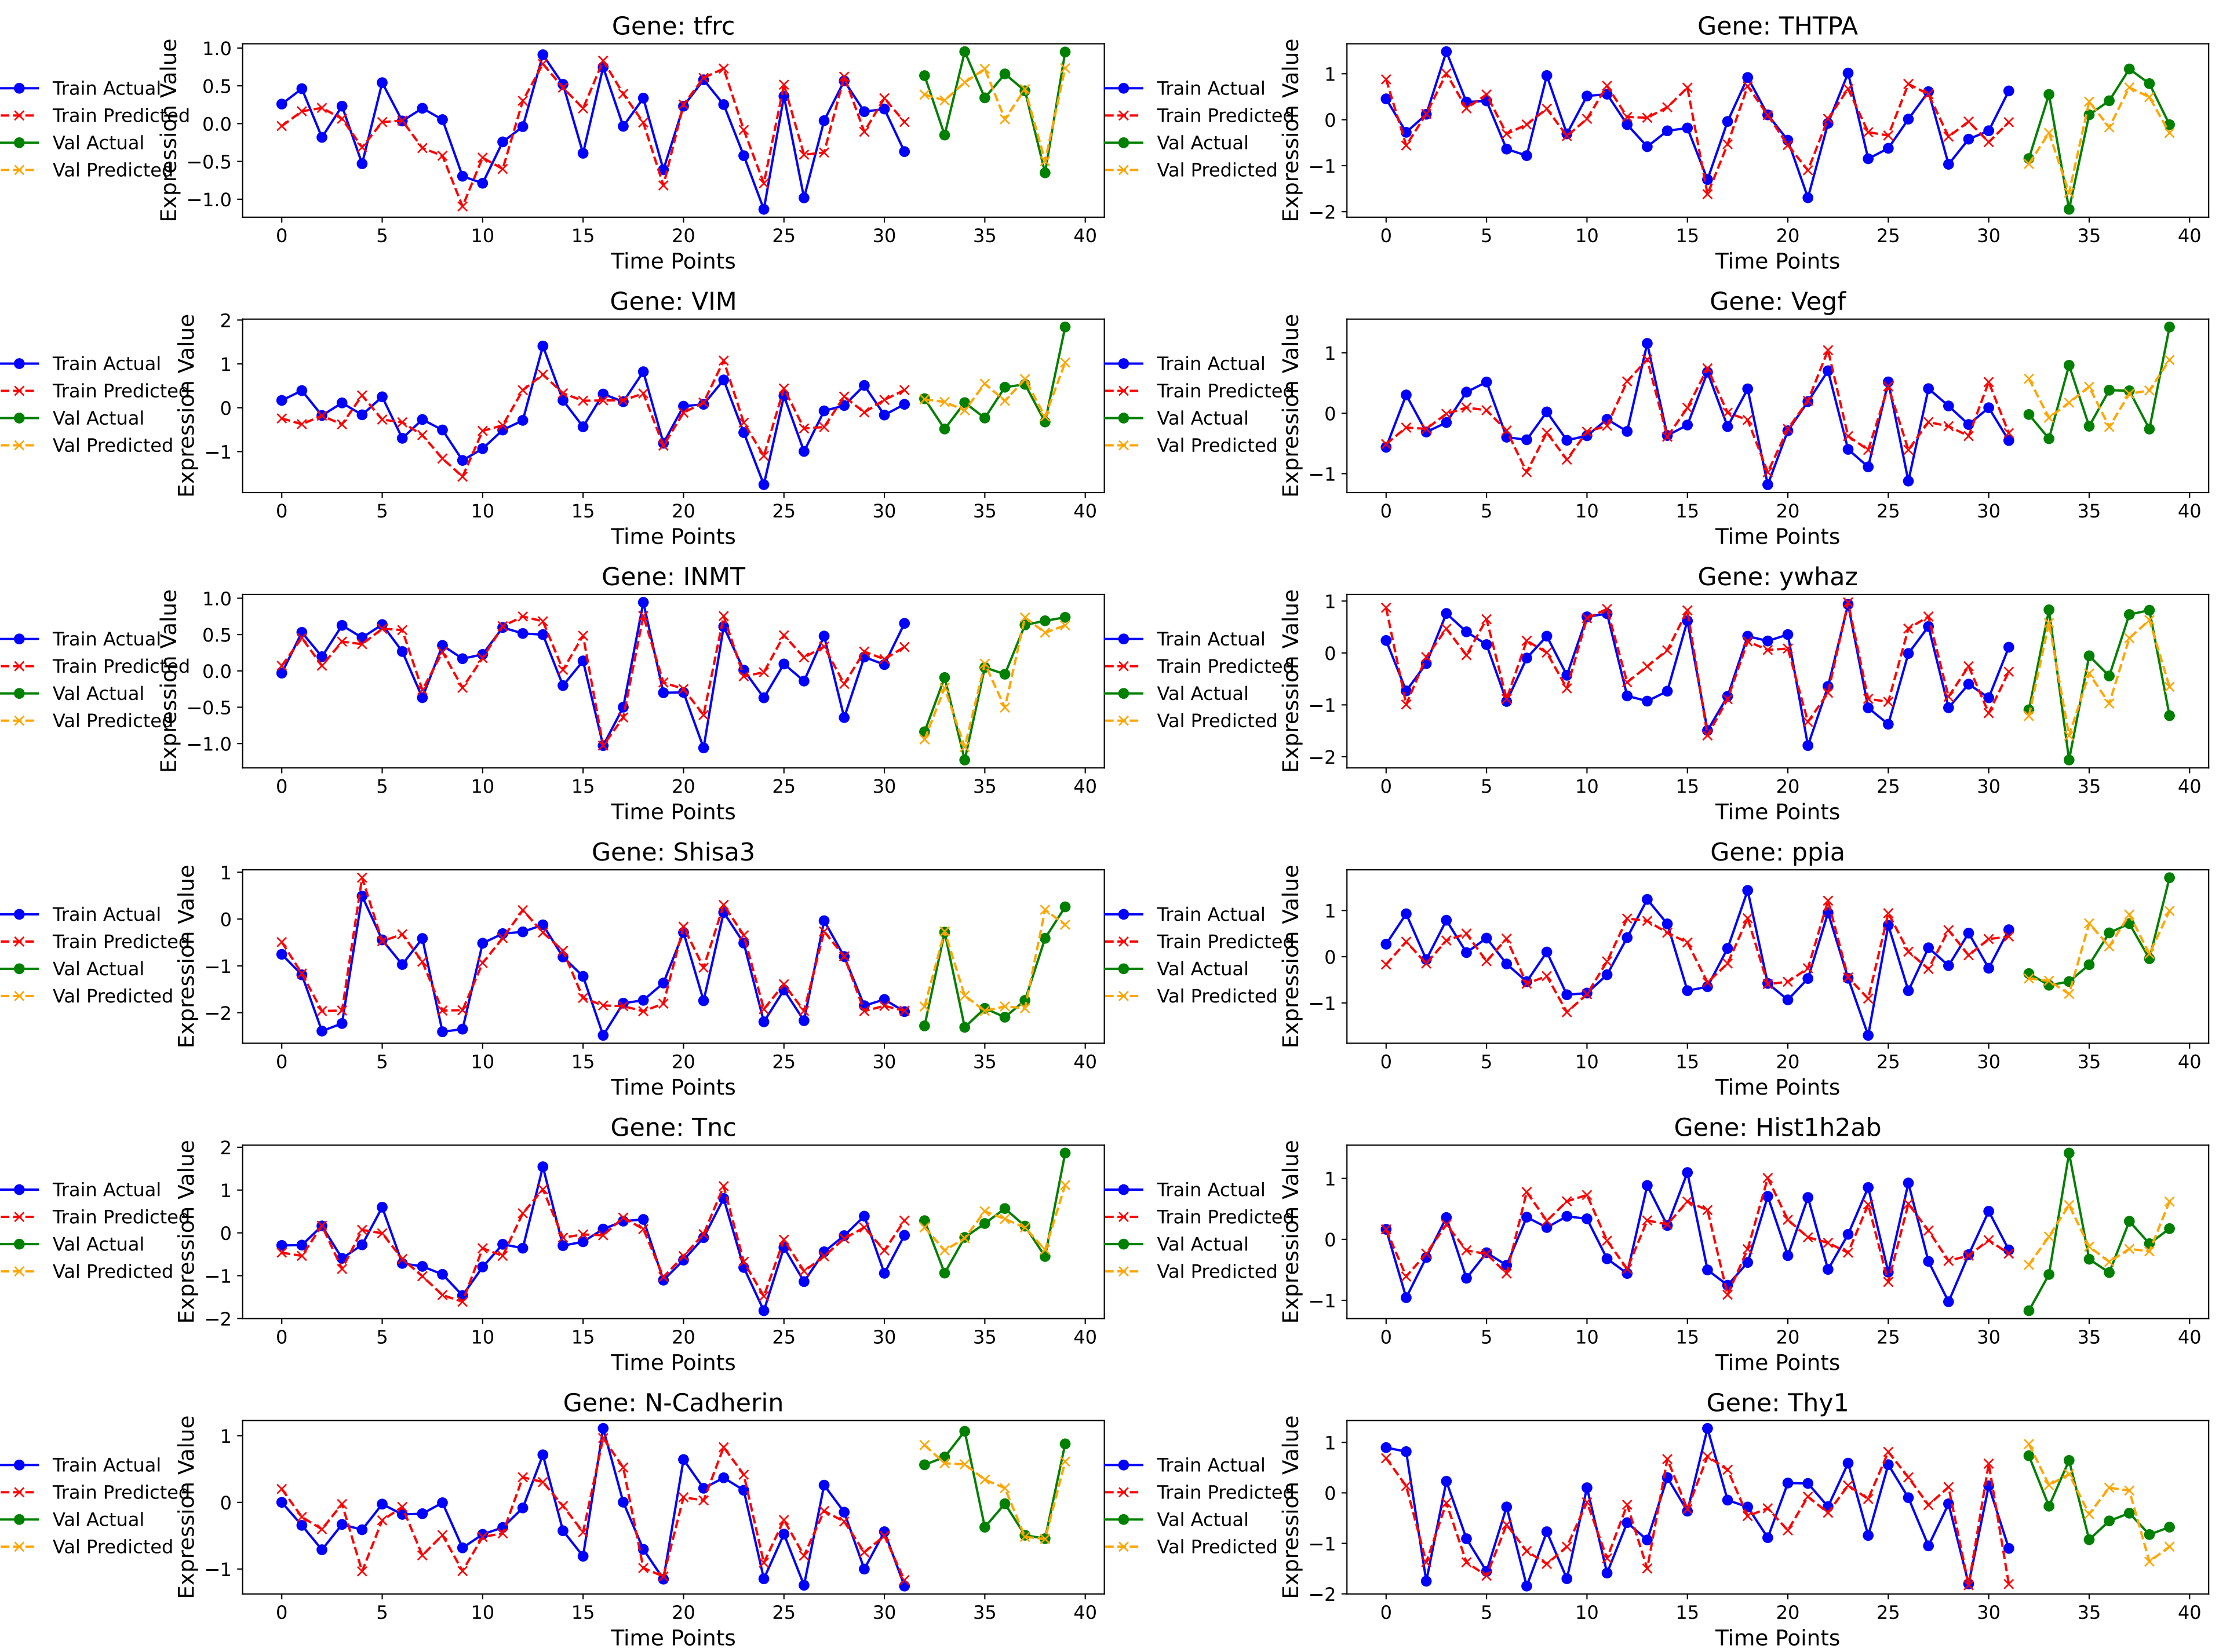 Gene: tfrc
Expression Value
1.0
0.5
0.0
−0.5
−1.0
0 5 10 15 20 25 30 35 40
Time Points
Train Actual
Train Predicted
Val Actual
Val Predicted
Gene: THTPA
Expression Value
1
0
−1
−2
0 5 10 15 20 25 30 35 40
Time Points
Train Actual
Train Predicted
Val Actual
Val Predicted
Gene: VIM
Expression Value
2
1
0
−1
0 5 10 15 20 25 30 35 40
Time Points
Train Actual
Train Predicted
Val Actual
Val Predicted
Gene: Vegf
Expression Value
1
0
−1
0 5 10 15 20 25 30 35 40
Time Points
Train Actual
Train Predicted
Val Actual
Val Predicted
Gene: INMT
Expression Value
1.0
0.5
0.0
−0.5
−1.0
0 5 10 15 20 25 30 35 40
Time Points
Train Actual
Train Predicted
Val Actual
Val Predicted
Gene: ywhaz
Expression Value
1
0
−1
−2
0 5 10 15 20 25 30 35 40
Time Points
Train Actual
Train Predicted
Val Actual
Val Predicted
Gene: Shisa3
Expression Value
1
0
−1
−2
0 5 10 15 20 25 30 35 40
Time Points
Train Actual
Train Predicted
Val Actual
Val Predicted
Gene: ppia
Expression Value
1
0
−1
0 5 10 15 20 25 30 35 40
Time Points
Train Actual
Train Predicted
Val Actual
Val Predicted
Gene: Tnc
Expression Value
2
1
0
−1
−2
0 5 10 15 20 25 30 35 40
Time Points
Train Actual
Train Predicted
Val Actual
Val Predicted
Gene: Hist1h2ab
Expression Value
1
0
−1
0 5 10 15 20 25 30 35 40
Time Points
Train Actual
Train Predicted
Val Actual
Val Predicted
Gene: N-Cadherin
Expression Value
1
0
−1
0 5 10 15 20 25 30 35 40
Time Points
Train Actual
Train Predicted
Val Actual
Val Predicted
Gene: Thy1
Expression Value
1
0
−1
−2
0 5 10 15 20 25 30 35 40
Time Points
Train Actual
Train Predicted
Val Actual
Val Predicted